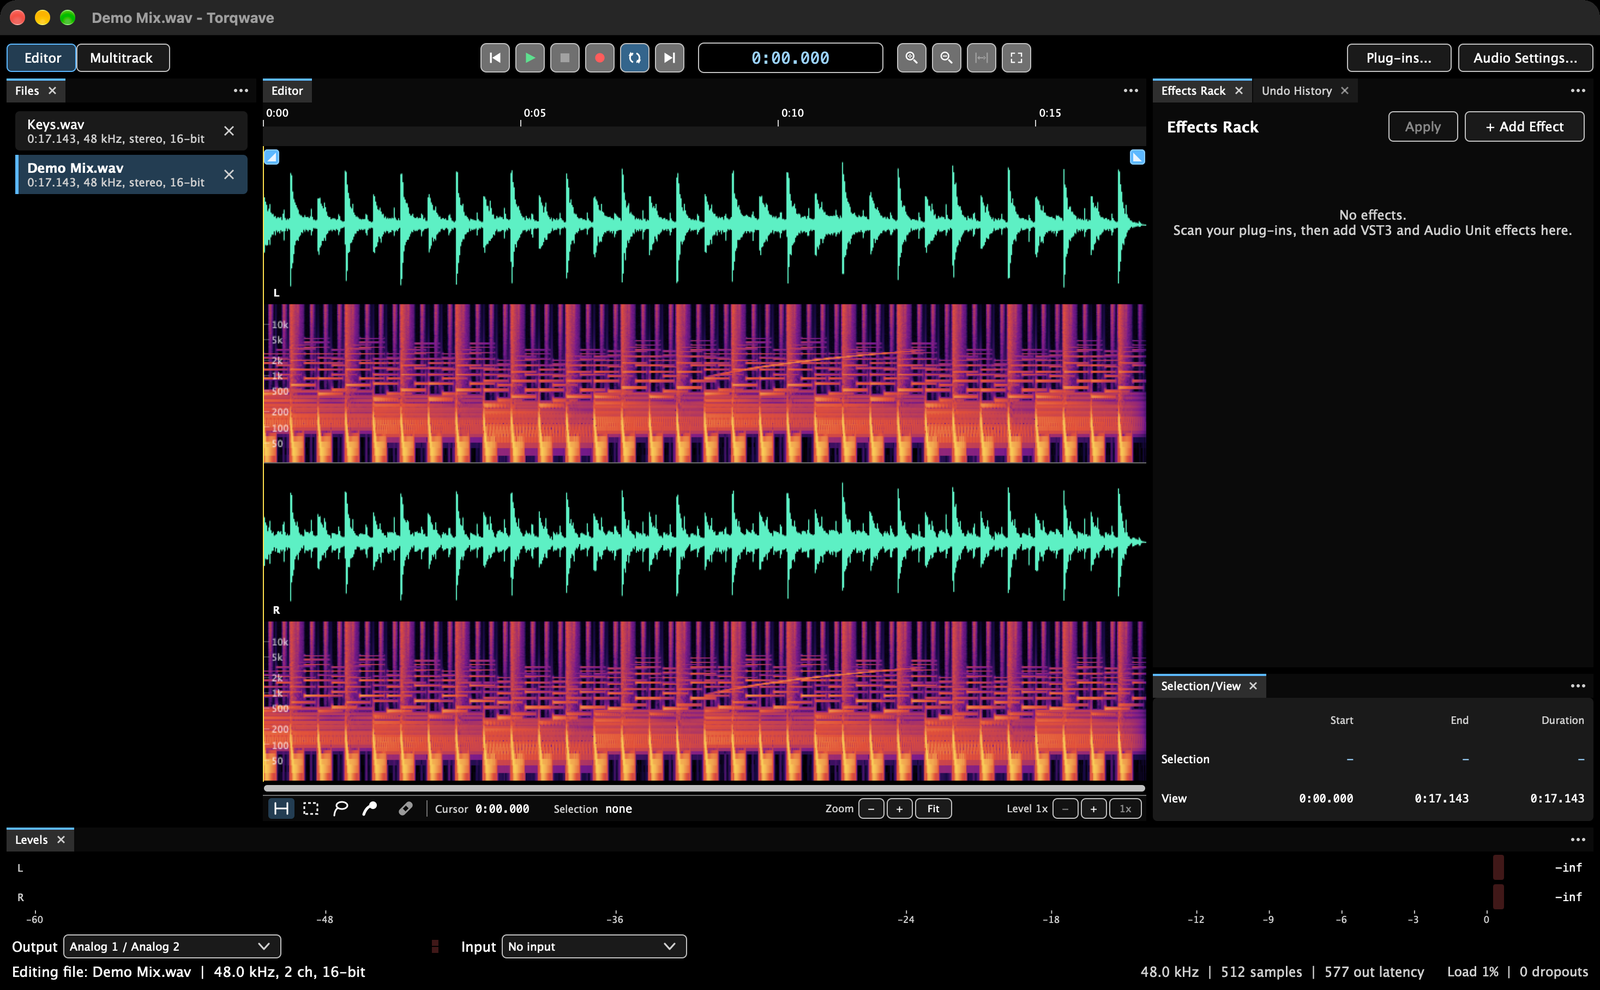 Demo Mix.wav - Torqwave
Editor Multitrack 0:00.000 Plug-ins... Audio Settings...
Files
Keys.wav
0:17.143, 48 kHz, stereo, 16-bit
Demo Mix.wav
0:17.143, 48 kHz, stereo, 16-bit
Editor
0:00 0:05 0:10 0:15
L
10k
5k
2k
1k
500
200
100
50
R
10k
5k
2k
1k
500
200
100
50
Cursor 0:00.000 Selection none Zoom - + Fit Level 1x - + 1x
Effects Rack Undo History
Effects Rack Apply + Add Effect
No effects.
Scan your plug-ins, then add VST3 and Audio Unit effects here.
Selection/View
Start End Duration
Selection – – –
View 0:00.000 0:17.143 0:17.143
Levels
L -inf
R -inf
-60 -48 -36 -24 -18 -12 -9 -6 -3 0
Output Analog 1 / Analog 2 Input No input
Editing file: Demo Mix.wav | 48.0 kHz, 2 ch, 16-bit 48.0 kHz | 512 samples | 577 out latency Load 1% | 0 dropouts